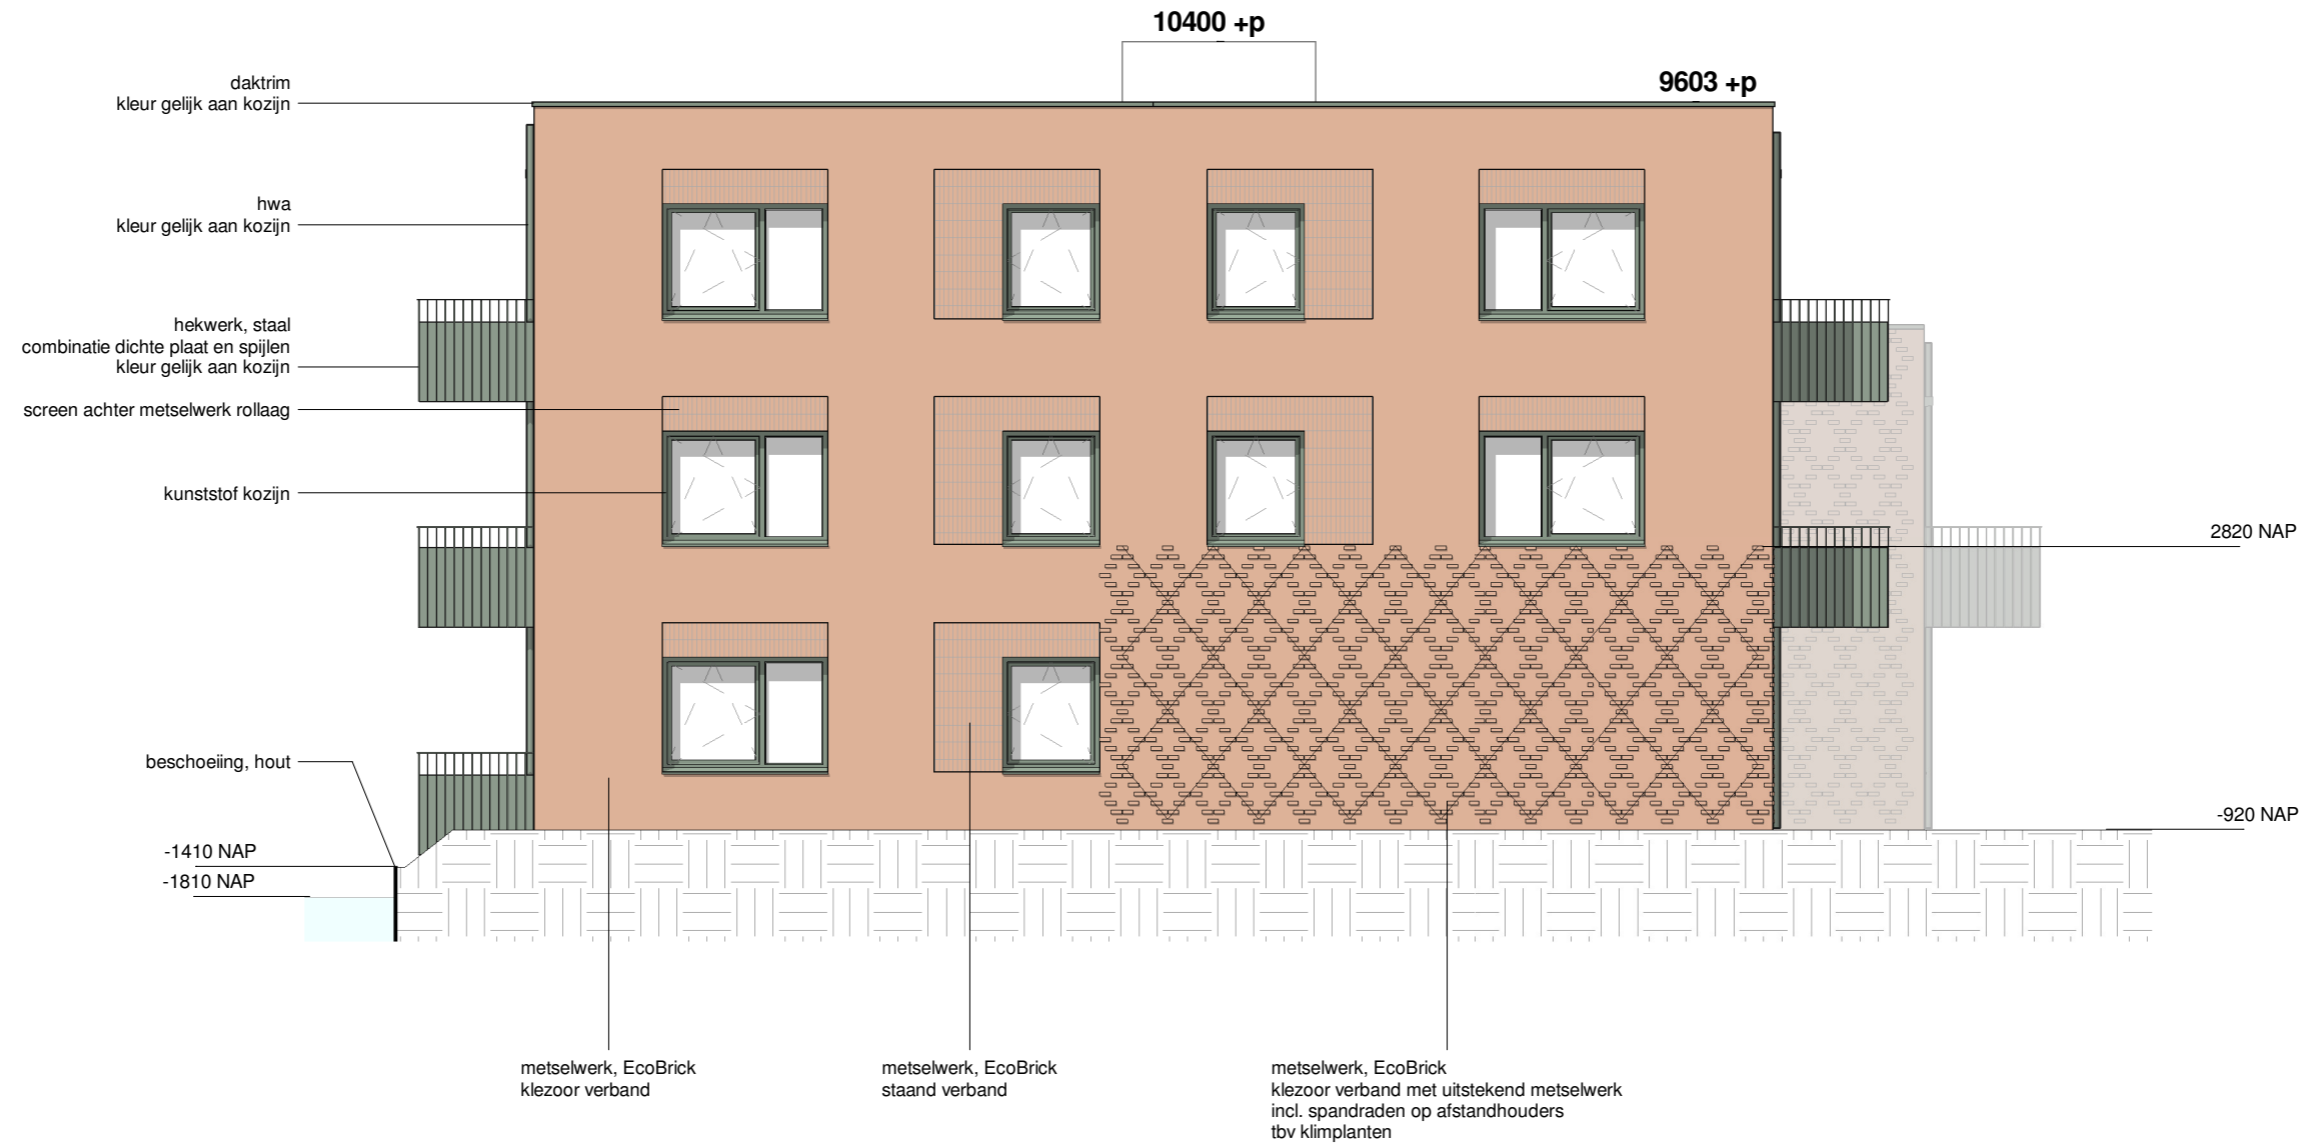 10400 +p
9603 +p
daktrim
kleur gelijk aan kozijn
hwa
kleur gelijk aan kozijn
hekwerk, staal
combinatie dichte plaat en spijlen
kleur gelijk aan kozijn
screen achter metselwerk rollaag
kunststof kozijn
2820 NAP
beschoeiing, hout
-920 NAP
-1410 NAP
-1810 NAP
metselwerk, EcoBrick
klezoor verband
metselwerk, EcoBrick
staand verband
metselwerk, EcoBrick
klezoor verband met uitstekend metselwerk
incl. spandraden op afstandhouders
tbv klimplanten